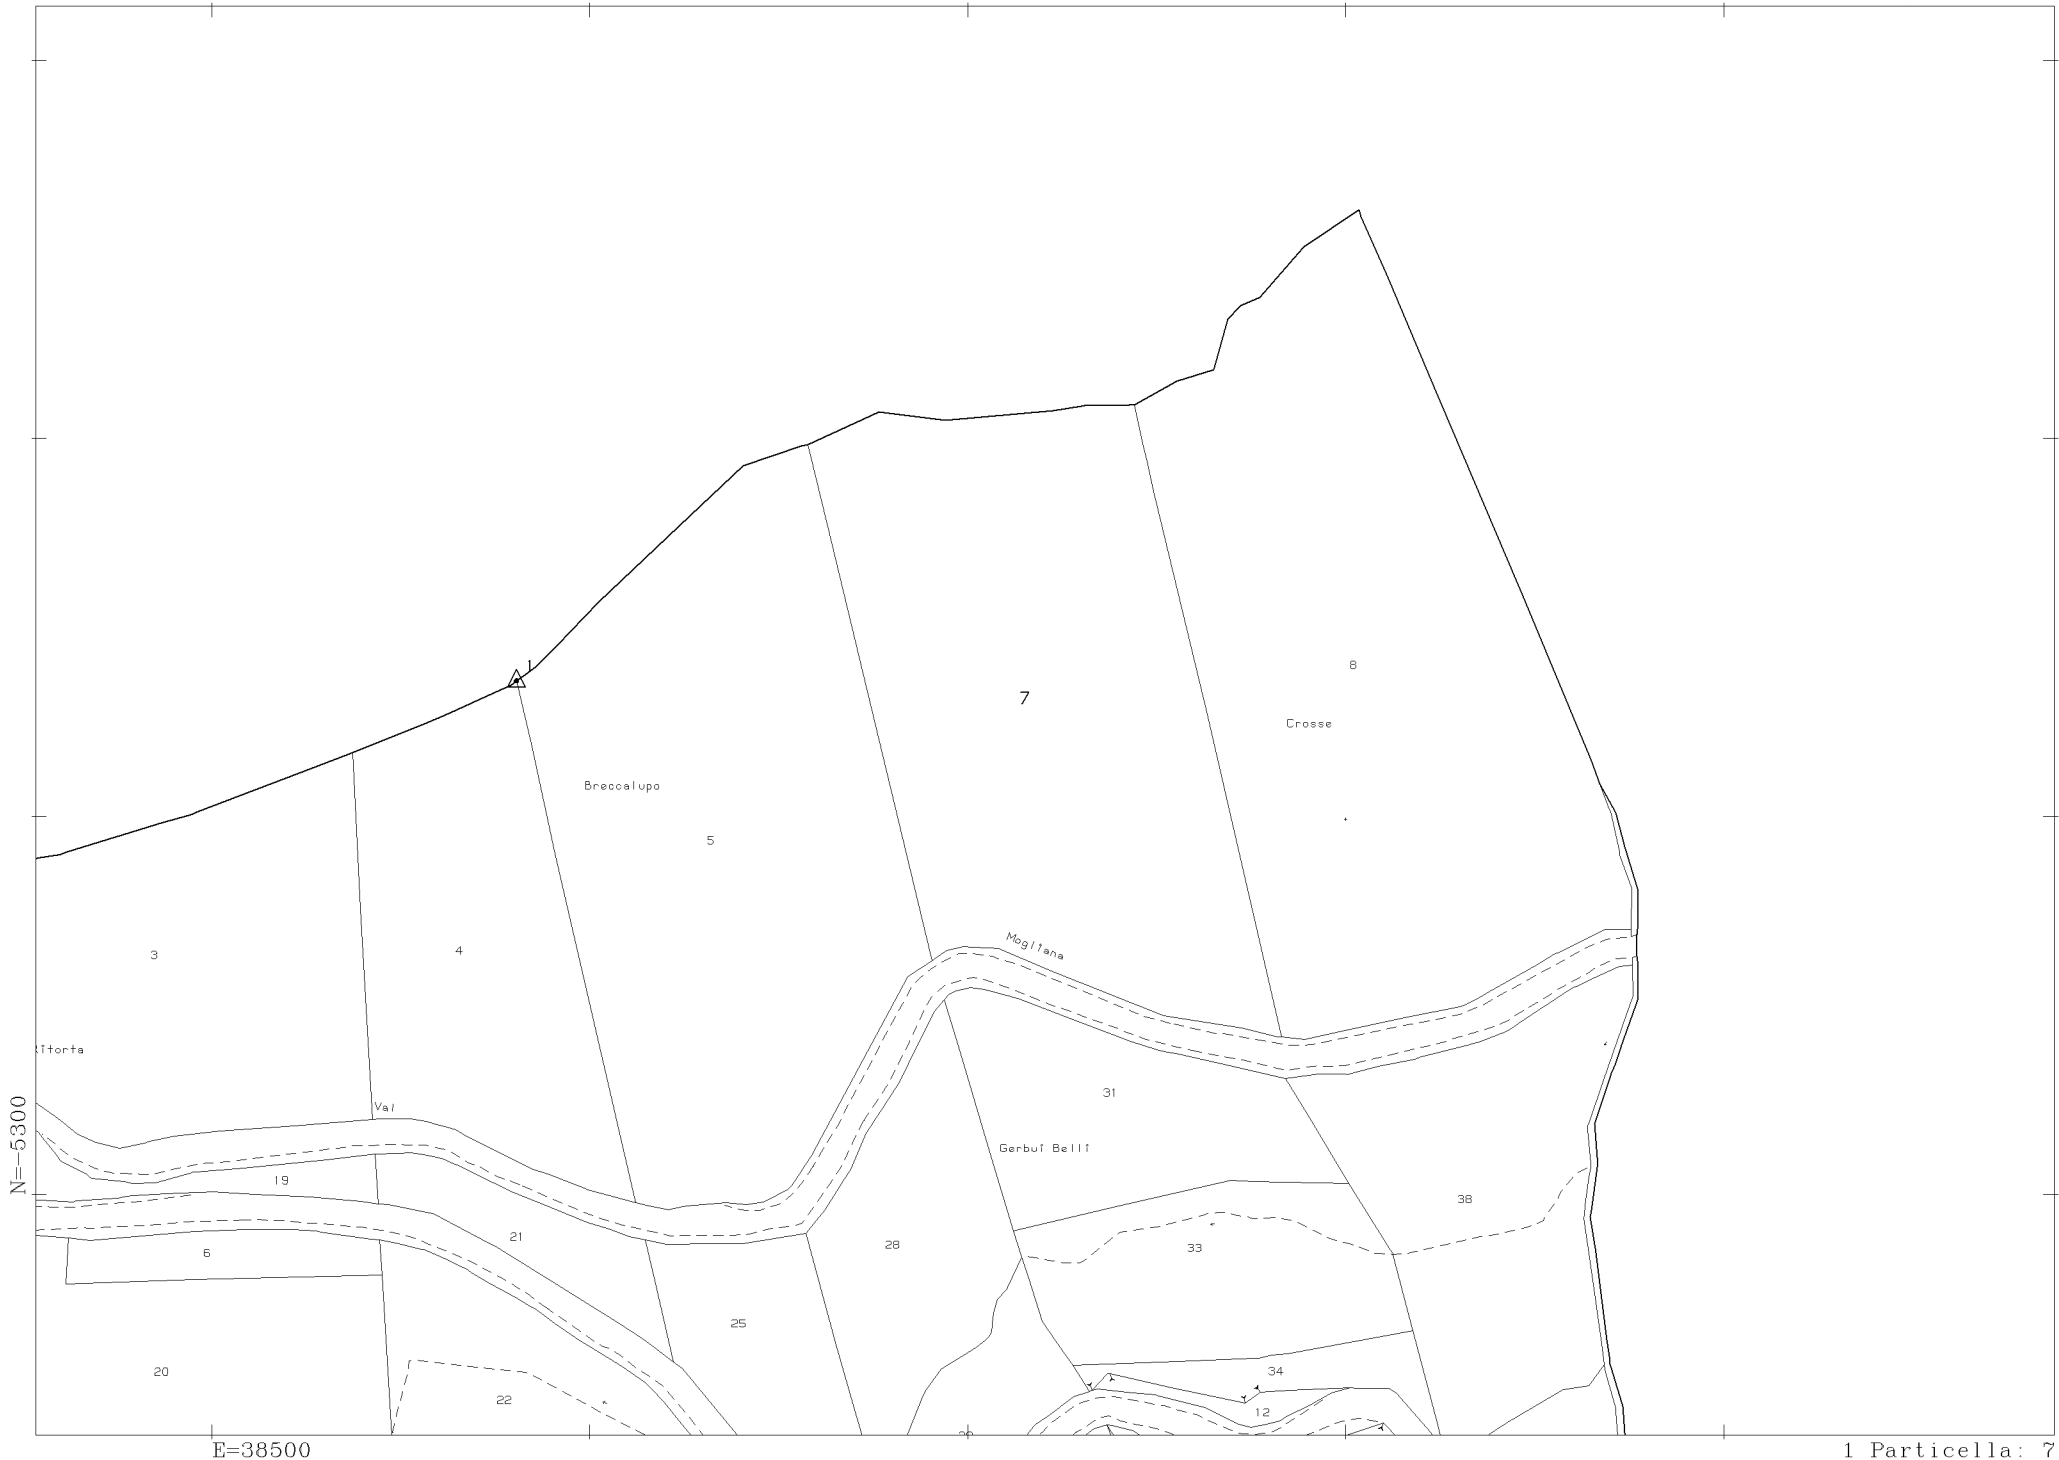 1
8
7
Crosse
Breccalupo
5
Mogliana
3
4
Ritorta
Val
31
Gerbui Belli
N=-5300
19
38
21
28
33
6
25
20
34
22
12
E=38500
1 Particella: 7